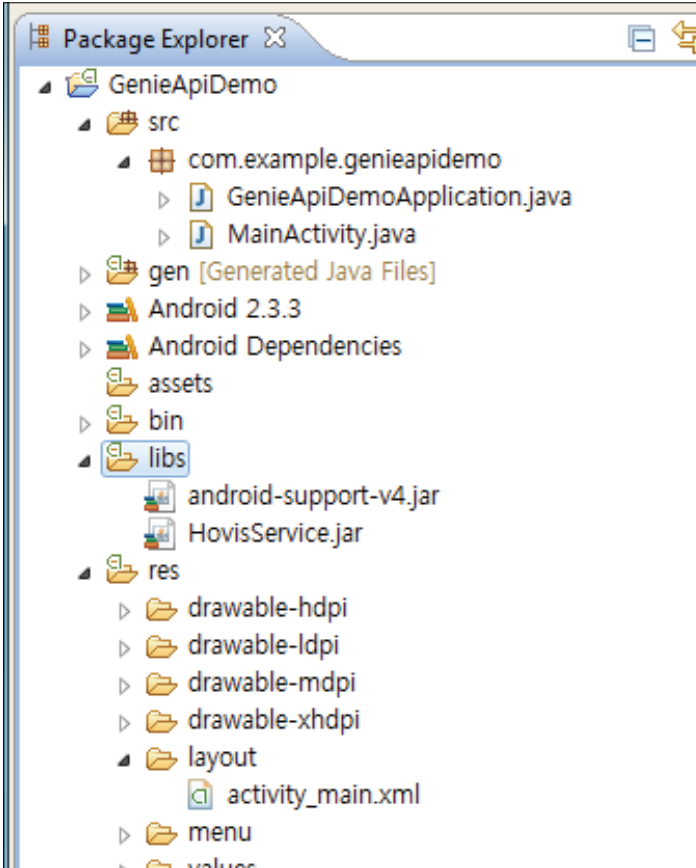 Package Explorer
GenieApiDemo
src
com.example.genieapidemo
GenieApiDemoApplication.java
MainActivity.java
gen [Generated Java Files]
Android 2.3.3
Android Dependencies
assets
bin
libs
android-support-v4.jar
HovisService.jar
res
drawable-hdpi
drawable-ldpi
drawable-mdpi
drawable-xhdpi
layout
activity_main.xml
menu
values